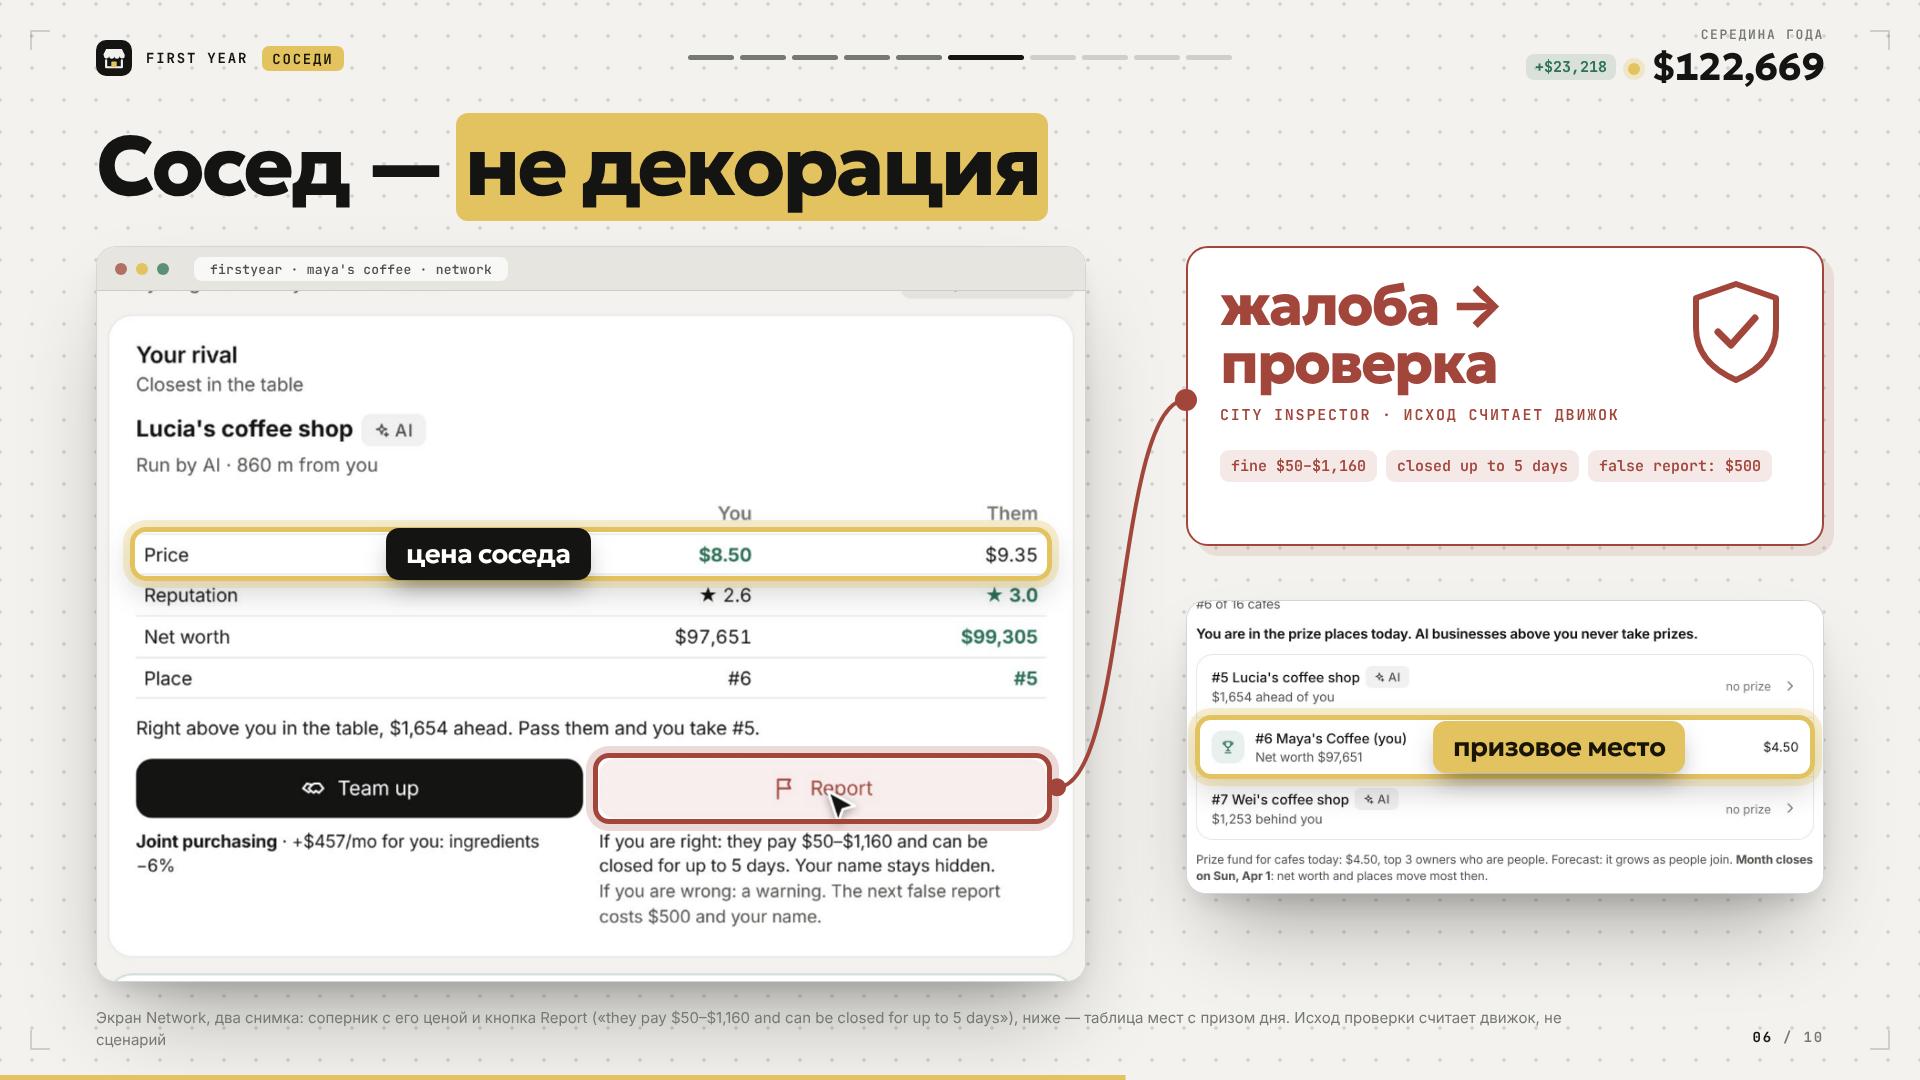 FIRST YEAR
СОСЕДИ
СЕРЕДИНА ГОДА
+$23,218
$122,669
Сосед — не декорация
firstyear · maya's coffee · network
Your rival
Closest in the table
Lucia's coffee shop AI
Run by AI · 860 m from you
You Them
Price цена соседа $8.50 $9.35
Reputation ★ 2.6 ★ 3.0
Net worth $97,651 $99,305
Place #6 #5
Right above you in the table, $1,654 ahead. Pass them and you take #5.
Team up
Report
Joint purchasing · +$457/mo for you: ingredients
−6%
If you are right: they pay $50–$1,160 and can be
closed for up to 5 days. Your name stays hidden.
If you are wrong: a warning. The next false report
costs $500 and your name.
жалоба →
проверка
CITY INSPECTOR · ИСХОД СЧИТАЕТ ДВИЖОК
fine $50–$1,160
closed up to 5 days
false report: $500
#6 of 16 cafes
You are in the prize places today. AI businesses above you never take prizes.
#5 Lucia's coffee shop AI
$1,654 ahead of you
no prize
#6 Maya's Coffee (you)
Net worth $97,651
призовое место
$4.50
#7 Wei's coffee shop AI
$1,253 behind you
no prize
Prize fund for cafes today: $4.50, top 3 owners who are people. Forecast: it grows as people join. Month closes
on Sun, Apr 1: net worth and places move most then.
Экран Network, два снимка: соперник с его ценой и кнопка Report («they pay $50–$1,160 and can be closed for up to 5 days»), ниже — таблица мест с призом дня. Исход проверки считает движок, не
сценарий
06 / 10